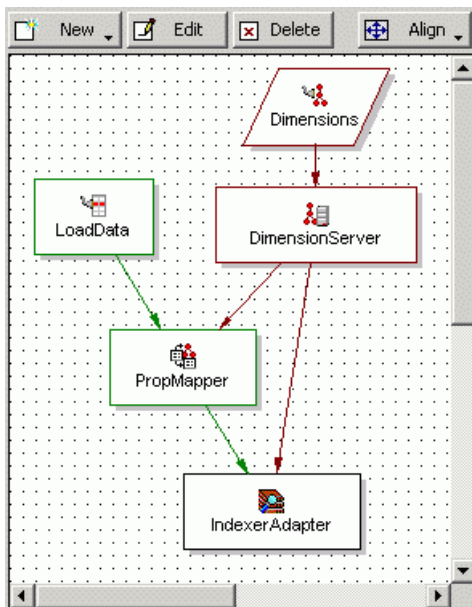 New Edit Delete Align
Dimensions
LoadData
DimensionServer
PropMapper
IndexerAdapter